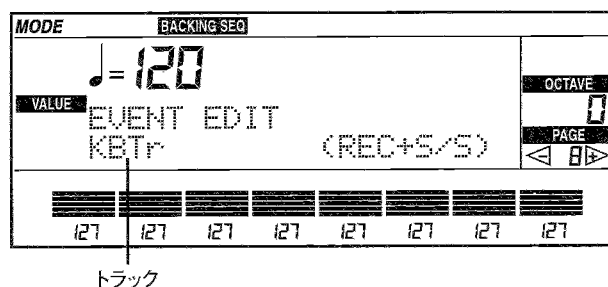 MODE BACKING SEQ
♩=120
OCTAVE
0
VALUE
EVENT EDIT
PAGE
KBTr (REC+S/S)
- 8 +
127 127 127 127 127 127 127 127
トラック